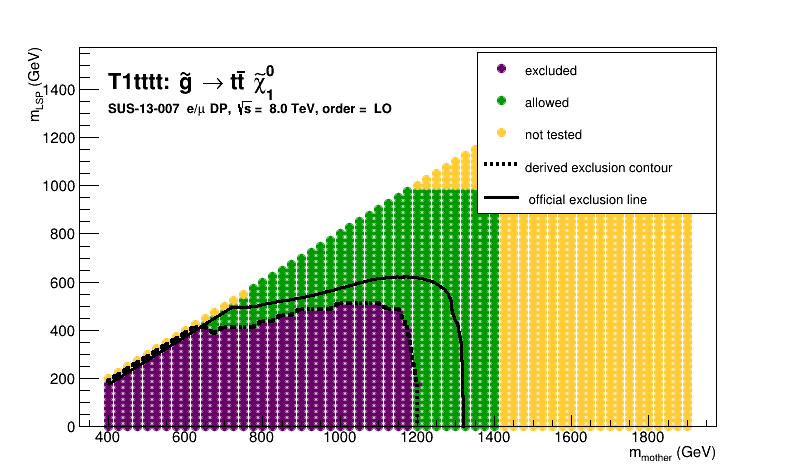 T1tttt: g̃ → tt̄ χ̃₁⁰
SUS-13-007 e/μ DP, √s = 8.0 TeV, order = LO
excluded
allowed
not tested
derived exclusion contour
official exclusion line
m_LSP (GeV)
1400
1200
1000
800
600
400
200
0
400 600 800 1000 1200 1400 1600 1800
m_mother (GeV)